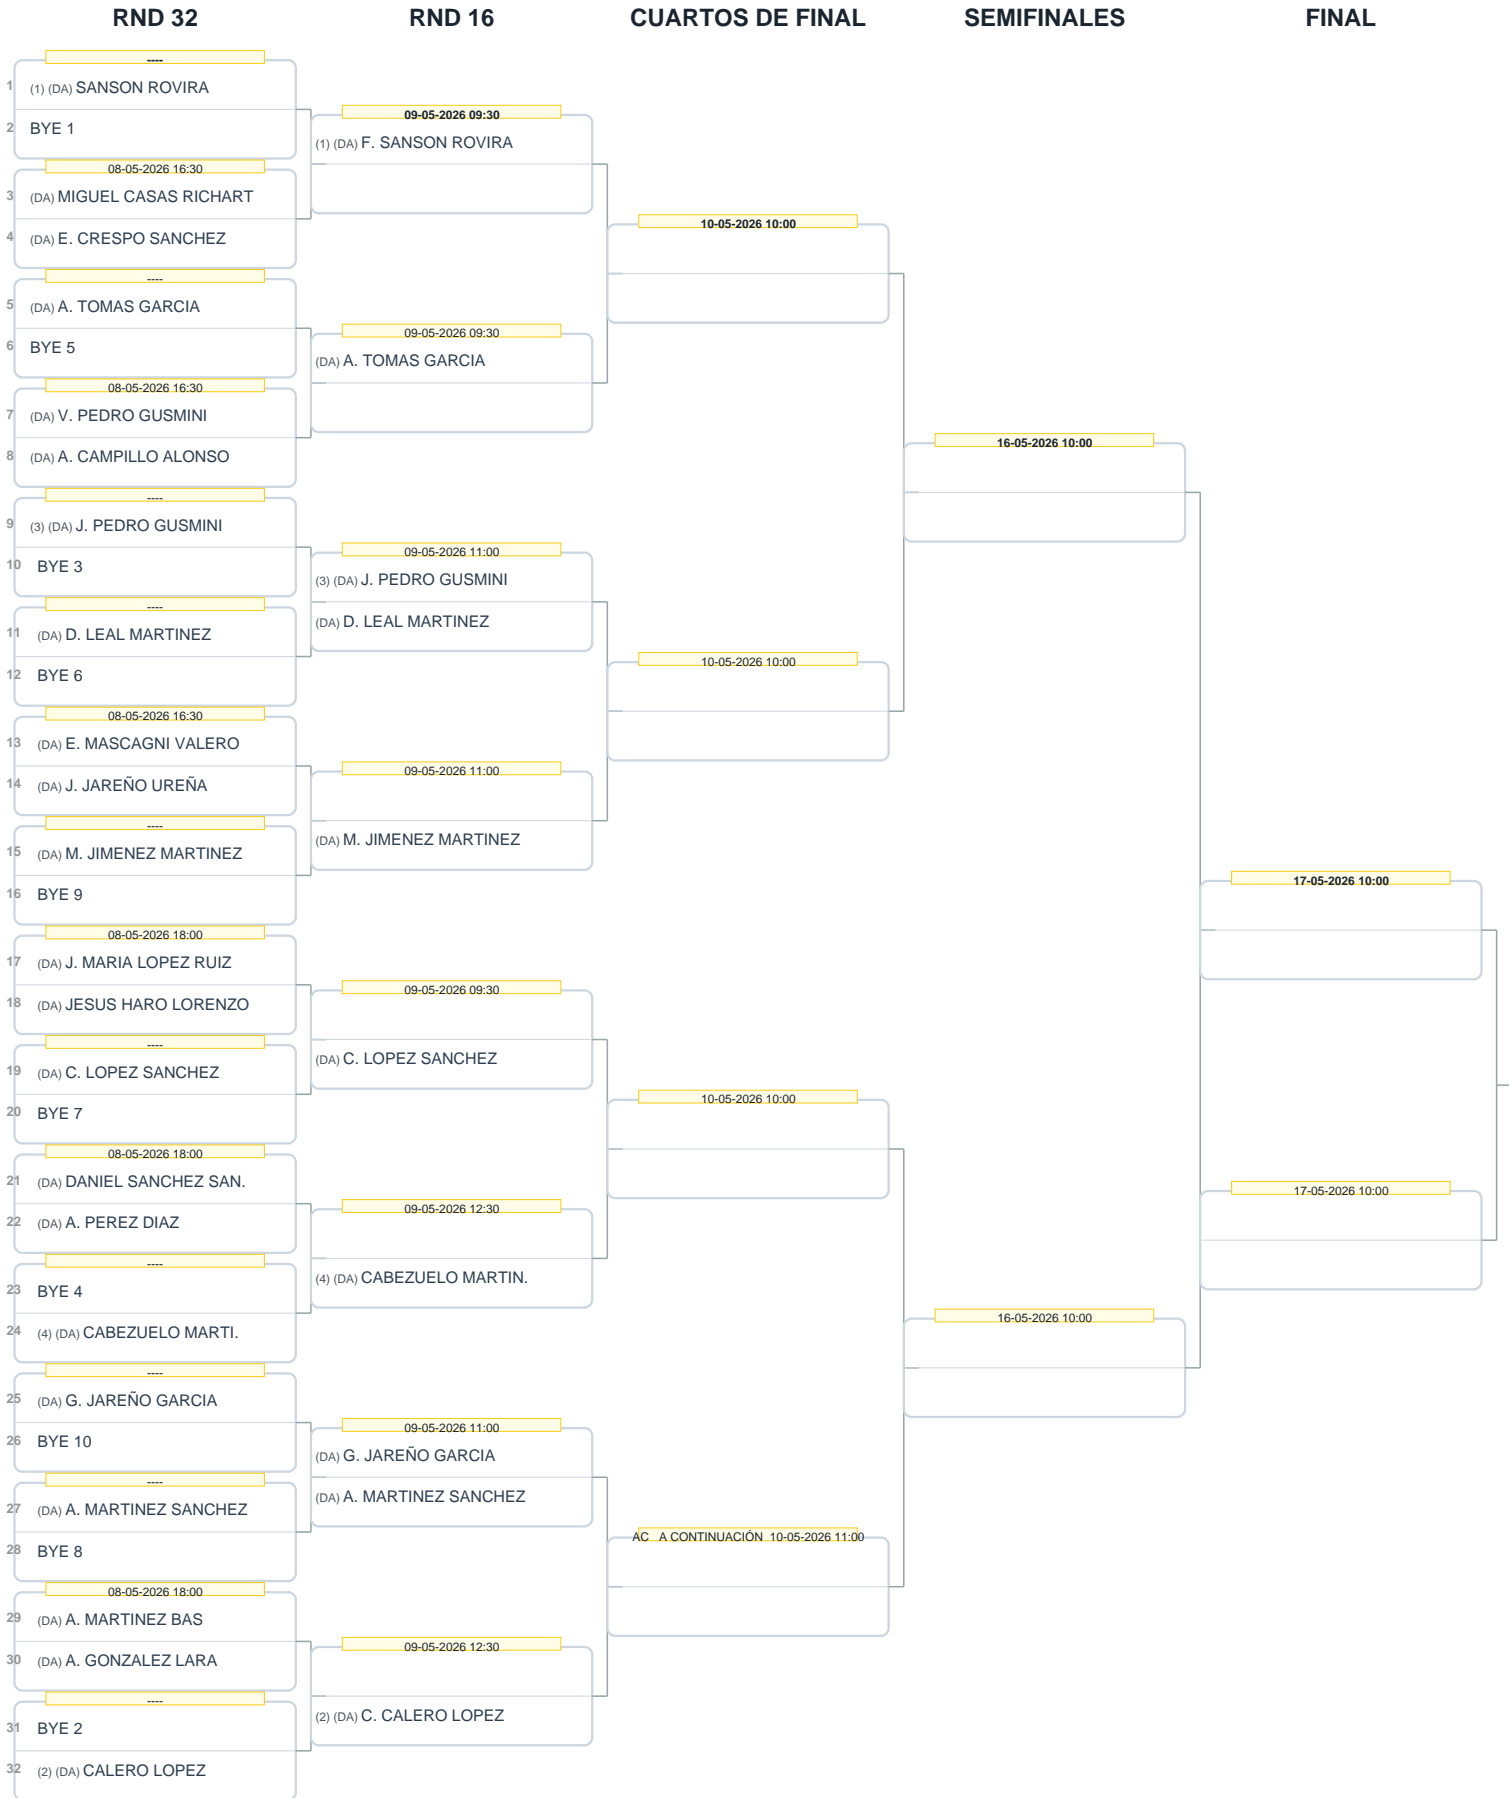 RND 32
RND 16
CUARTOS DE FINAL
SEMIFINALES
FINAL
----
1 (1) (DA) SANSON ROVIRA
2 BYE 1
08-05-2026 16:30
3 (DA) MIGUEL CASAS RICHART
4 (DA) E. CRESPO SANCHEZ
----
5 (DA) A. TOMAS GARCIA
6 BYE 5
08-05-2026 16:30
7 (DA) V. PEDRO GUSMINI
8 (DA) A. CAMPILLO ALONSO
----
9 (3) (DA) J. PEDRO GUSMINI
10 BYE 3
----
11 (DA) D. LEAL MARTINEZ
12 BYE 6
08-05-2026 16:30
13 (DA) E. MASCAGNI VALERO
14 (DA) J. JAREÑO UREÑA
----
15 (DA) M. JIMENEZ MARTINEZ
16 BYE 9
08-05-2026 18:00
17 (DA) J. MARIA LOPEZ RUIZ
18 (DA) JESUS HARO LORENZO
----
19 (DA) C. LOPEZ SANCHEZ
20 BYE 7
08-05-2026 18:00
21 (DA) DANIEL SANCHEZ SAN.
22 (DA) A. PEREZ DIAZ
----
23 BYE 4
24 (4) (DA) CABEZUELO MARTI.
----
25 (DA) G. JAREÑO GARCIA
26 BYE 10
----
27 (DA) A. MARTINEZ SANCHEZ
28 BYE 8
08-05-2026 18:00
29 (DA) A. MARTINEZ BAS
30 (DA) A. GONZALEZ LARA
----
31 BYE 2
32 (2) (DA) CALERO LOPEZ
09-05-2026 09:30
(1) (DA) F. SANSON ROVIRA
09-05-2026 09:30
(DA) A. TOMAS GARCIA
09-05-2026 11:00
(3) (DA) J. PEDRO GUSMINI
(DA) D. LEAL MARTINEZ
09-05-2026 11:00
(DA) M. JIMENEZ MARTINEZ
09-05-2026 09:30
(DA) C. LOPEZ SANCHEZ
09-05-2026 12:30
(4) (DA) CABEZUELO MARTIN.
09-05-2026 11:00
(DA) G. JAREÑO GARCIA
(DA) A. MARTINEZ SANCHEZ
09-05-2026 12:30
(2) (DA) C. CALERO LOPEZ
10-05-2026 10:00
10-05-2026 10:00
10-05-2026 10:00
AC A CONTINUACIÓN 10-05-2026 11:00
16-05-2026 10:00
16-05-2026 10:00
17-05-2026 10:00
17-05-2026 10:00